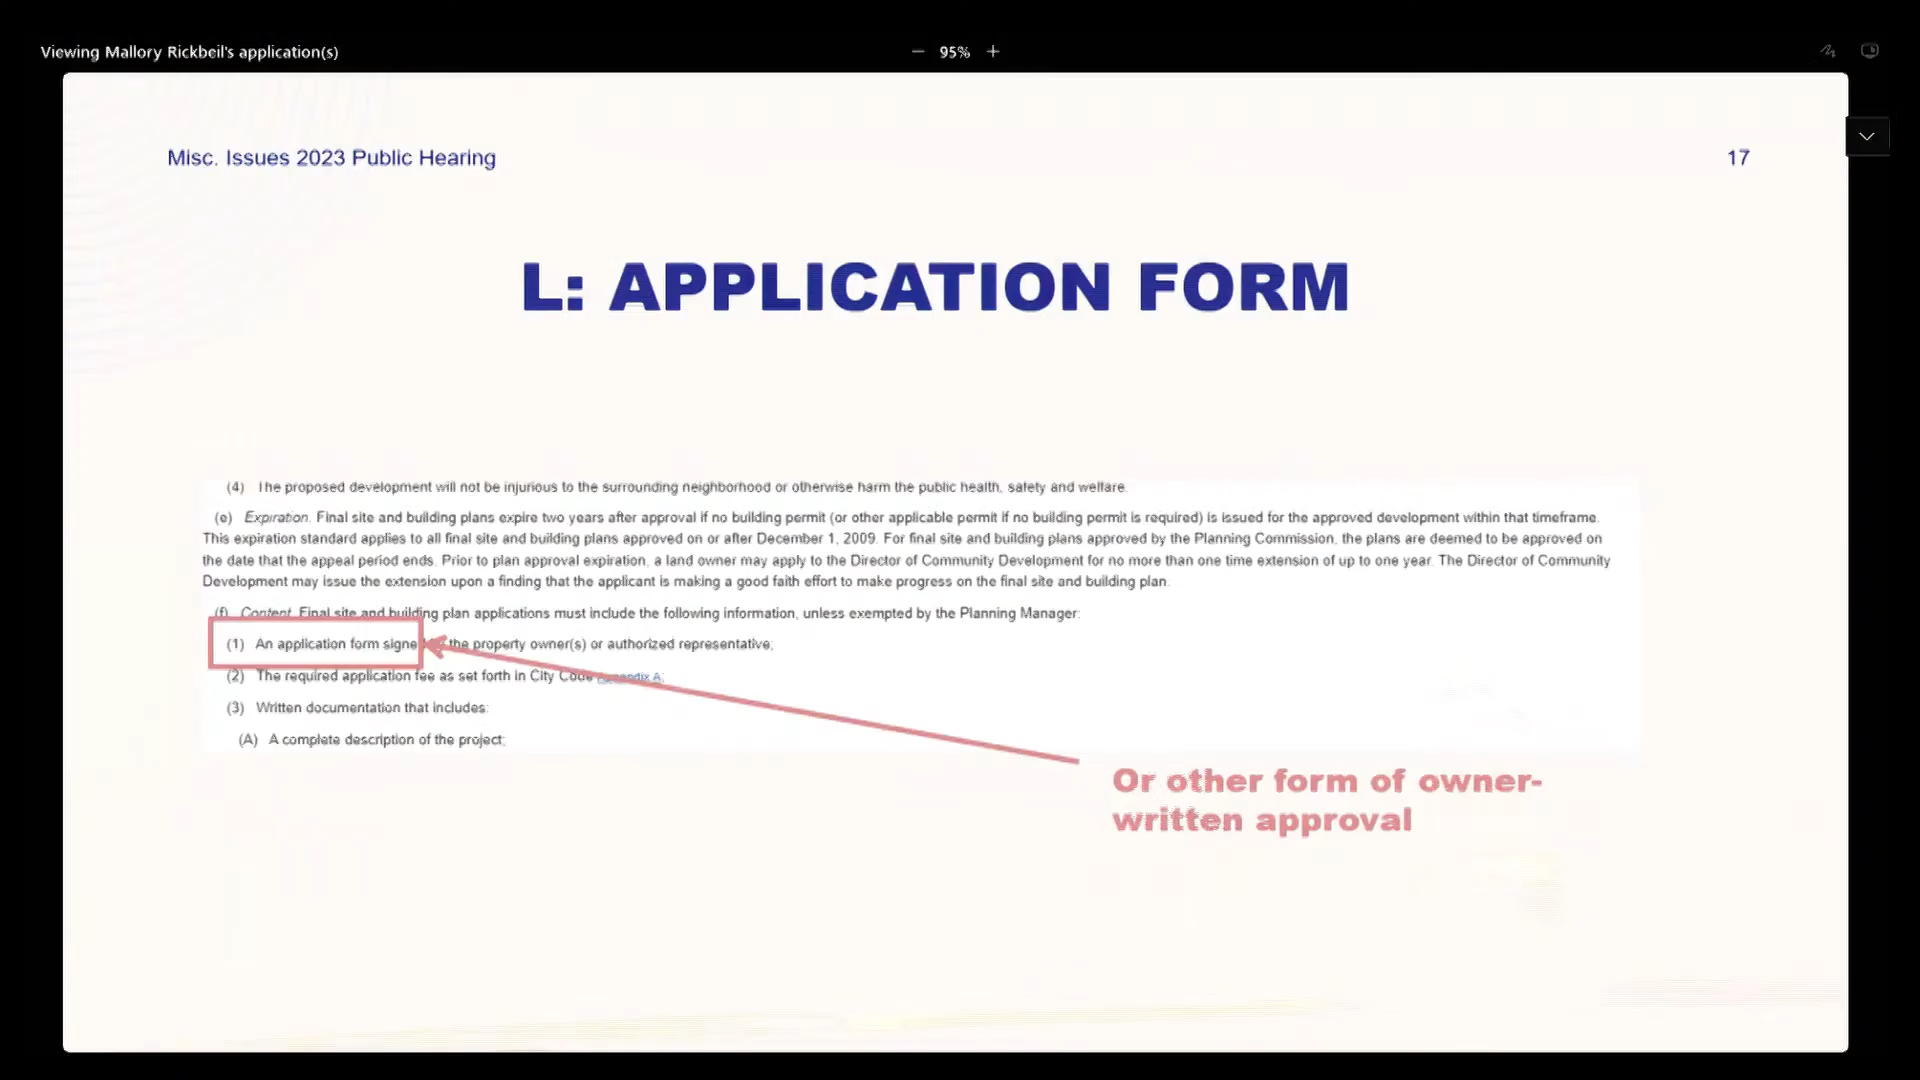 Viewing Mallory Rickbeil's application(s)
95%
Misc. Issues 2023 Public Hearing
17
L: APPLICATION FORM
(4) The proposed development will not be injurious to the surrounding neighborhood or otherwise harm the public health, safety and welfare.
(e) Expiration. Final site and building plans expire two years after approval if no building permit (or other applicable permit if no building permit is required) is issued for the approved development within that timeframe.
This expiration standard applies to all final site and building plans approved on or after December 1, 2009. For final site and building plans approved by the Planning Commission, the plans are deemed to be approved on
the date that the appeal period ends. Prior to plan approval expiration, a land owner may apply to the Director of Community Development for no more than one time extension of up to one year. The Director of Community
Development may issue the extension upon a finding that the applicant is making a good faith effort to make progress on the final site and building plan.
(f) Content. Final site and building plan applications must include the following information, unless exempted by the Planning Manager:
(1) An application form signe the property owner(s) or authorized representative;
(2) The required application fee as set forth in City Code Appendix A;
(3) Written documentation that includes:
(A) A complete description of the project;
Or other form of owner-
written approval